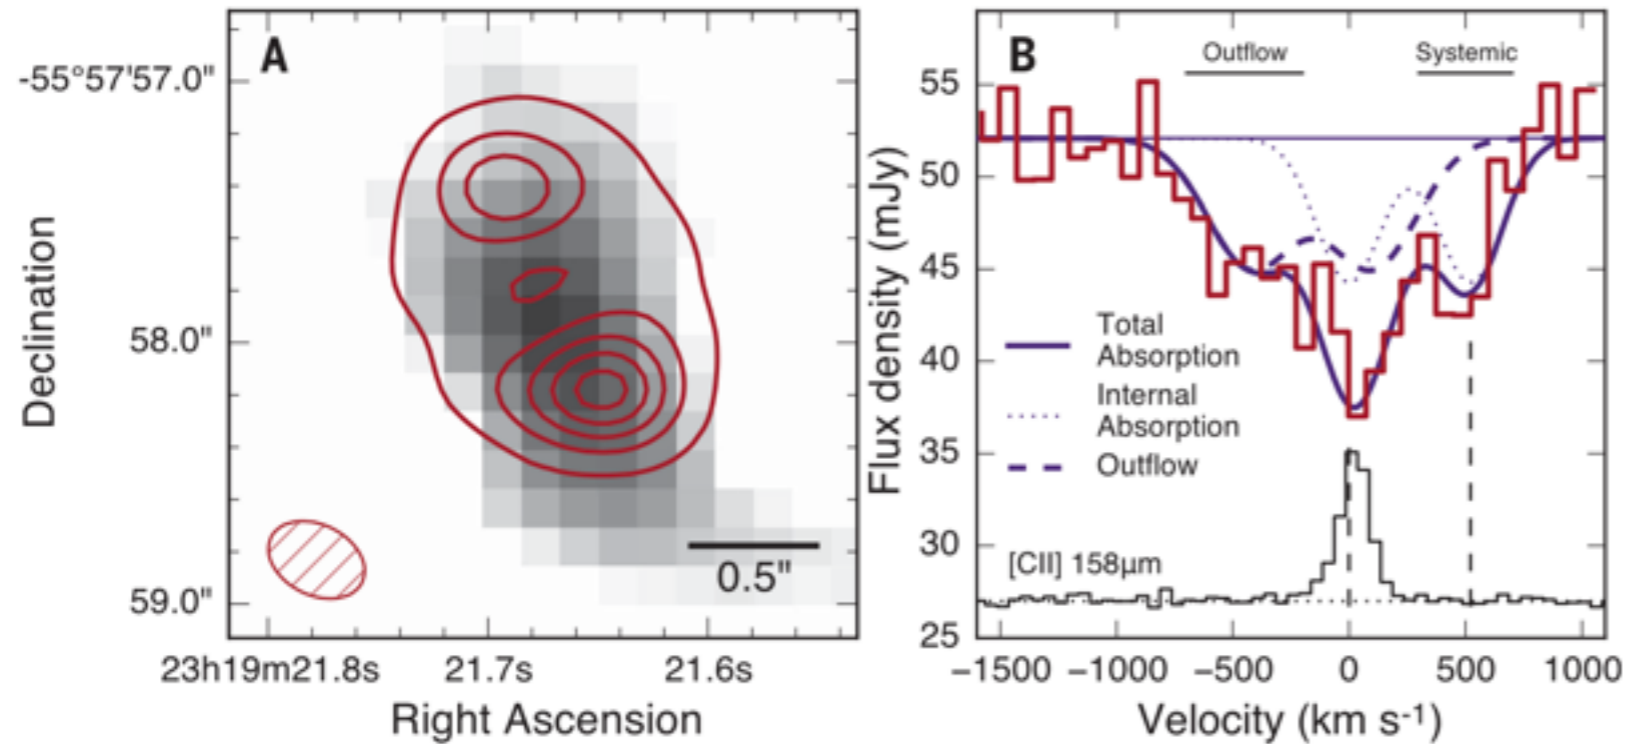 A
-55°57'57.0"
58.0"
59.0"
Declination
0.5"
23h19m21.8s 21.7s 21.6s
Right Ascension
B
Outflow Systemic
55
50
45
40
35
30
25
Flux density (mJy)
Total
Absorption
Internal
Absorption
Outflow
[CII] 158μm
−1500 −1000 −500 0 500 1000
Velocity (km s-1)